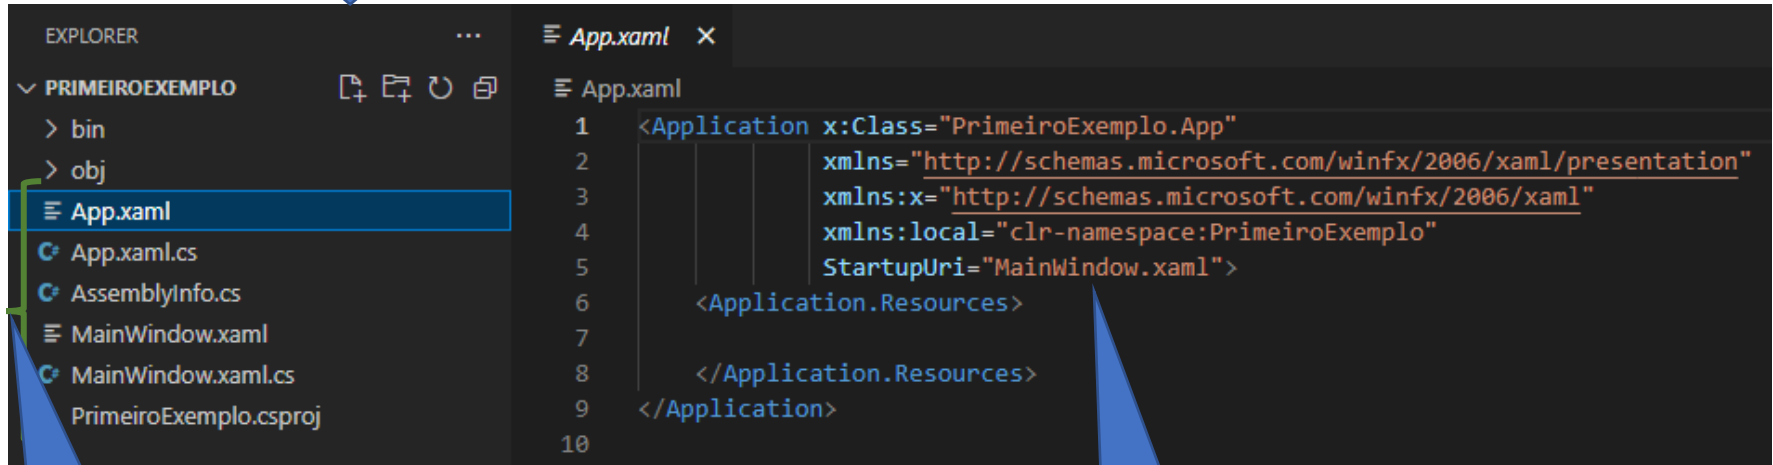 EXPLORER
PRIMEIROEXEMPLO
bin
obj
App.xaml
App.xaml.cs
AssemblyInfo.cs
MainWindow.xaml
MainWindow.xaml.cs
PrimeiroExemplo.csproj
App.xaml
App.xaml
1 <Application x:Class="PrimeiroExemplo.App"
2 xmlns="http://schemas.microsoft.com/winfx/2006/xaml/presentation"
3 xmlns:x="http://schemas.microsoft.com/winfx/2006/xaml"
4 xmlns:local="clr-namespace:PrimeiroExemplo"
5 StartupUri="MainWindow.xaml">
6 <Application.Resources>
7
8 </Application.Resources>
9 </Application>
10